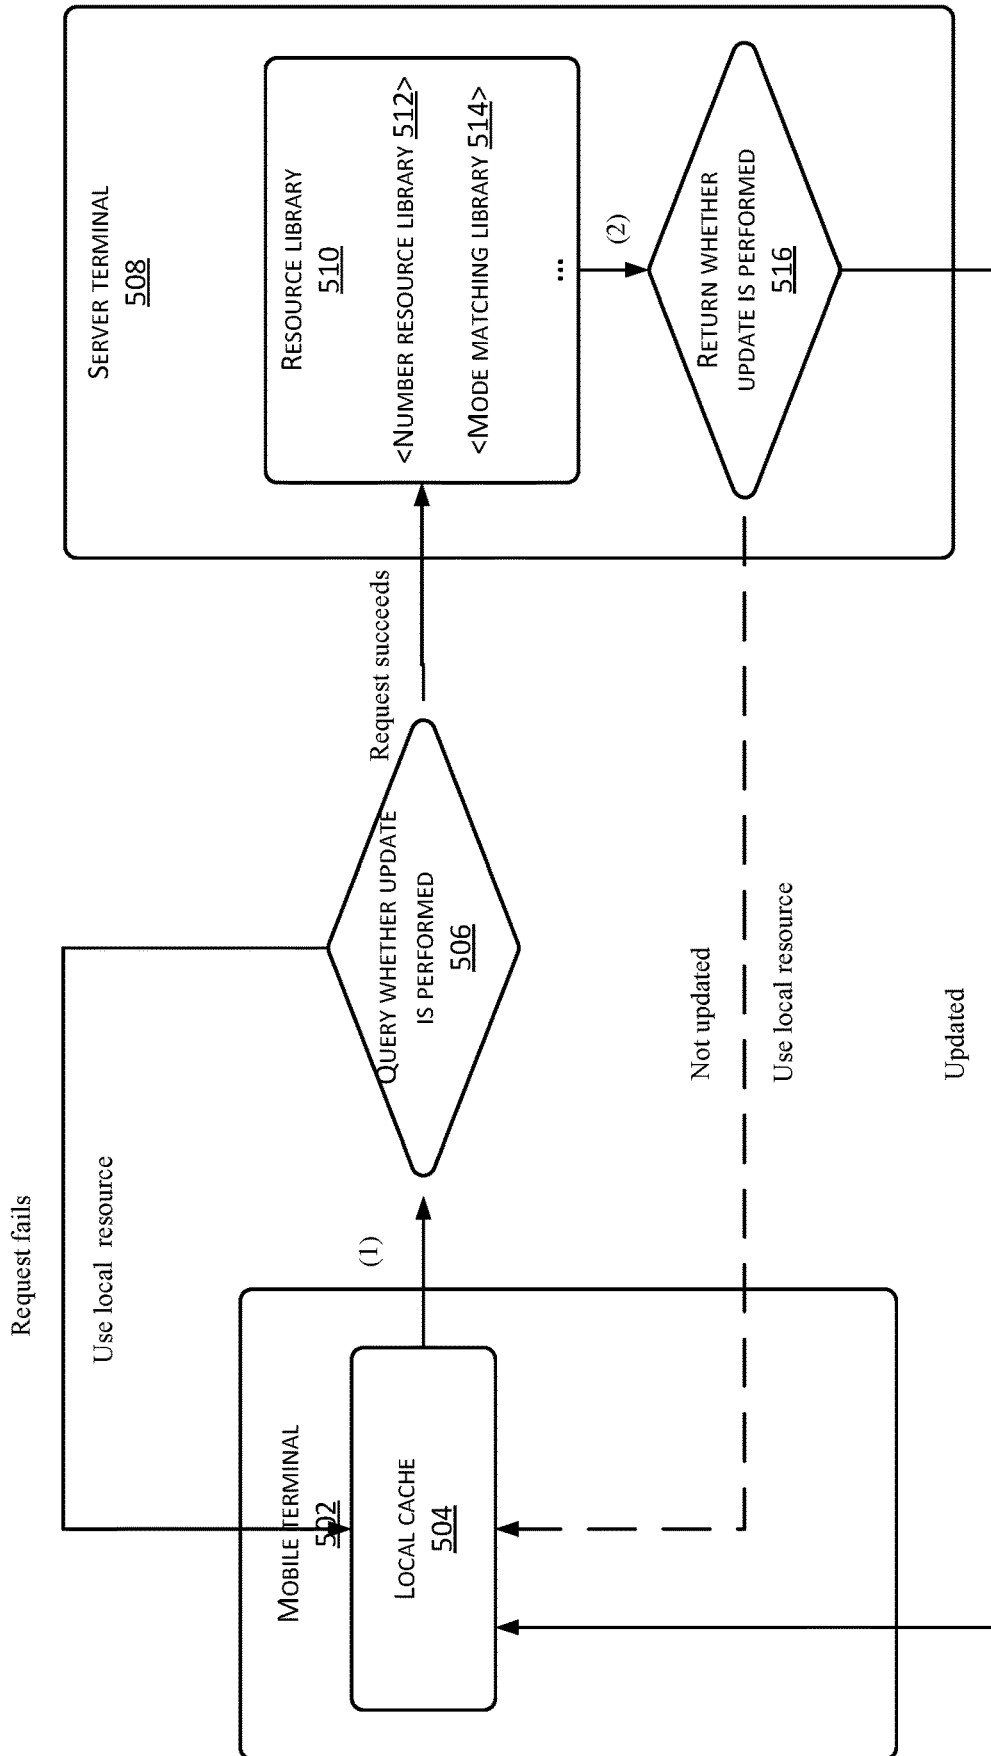 Request fails
Use local resource
MOBILE TERMINAL
502
LOCAL CACHE
504
(1)
QUERY WHETHER UPDATE
IS PERFORMED
506
Request succeeds
SERVER TERMINAL
508
RESOURCE LIBRARY
510
<NUMBER RESOURCE LIBRARY 512>
<MODE MATCHING LIBRARY 514>
...
(2)
RETURN WHETHER
UPDATE IS PERFORMED
516
Not updated
Use local resource
Updated